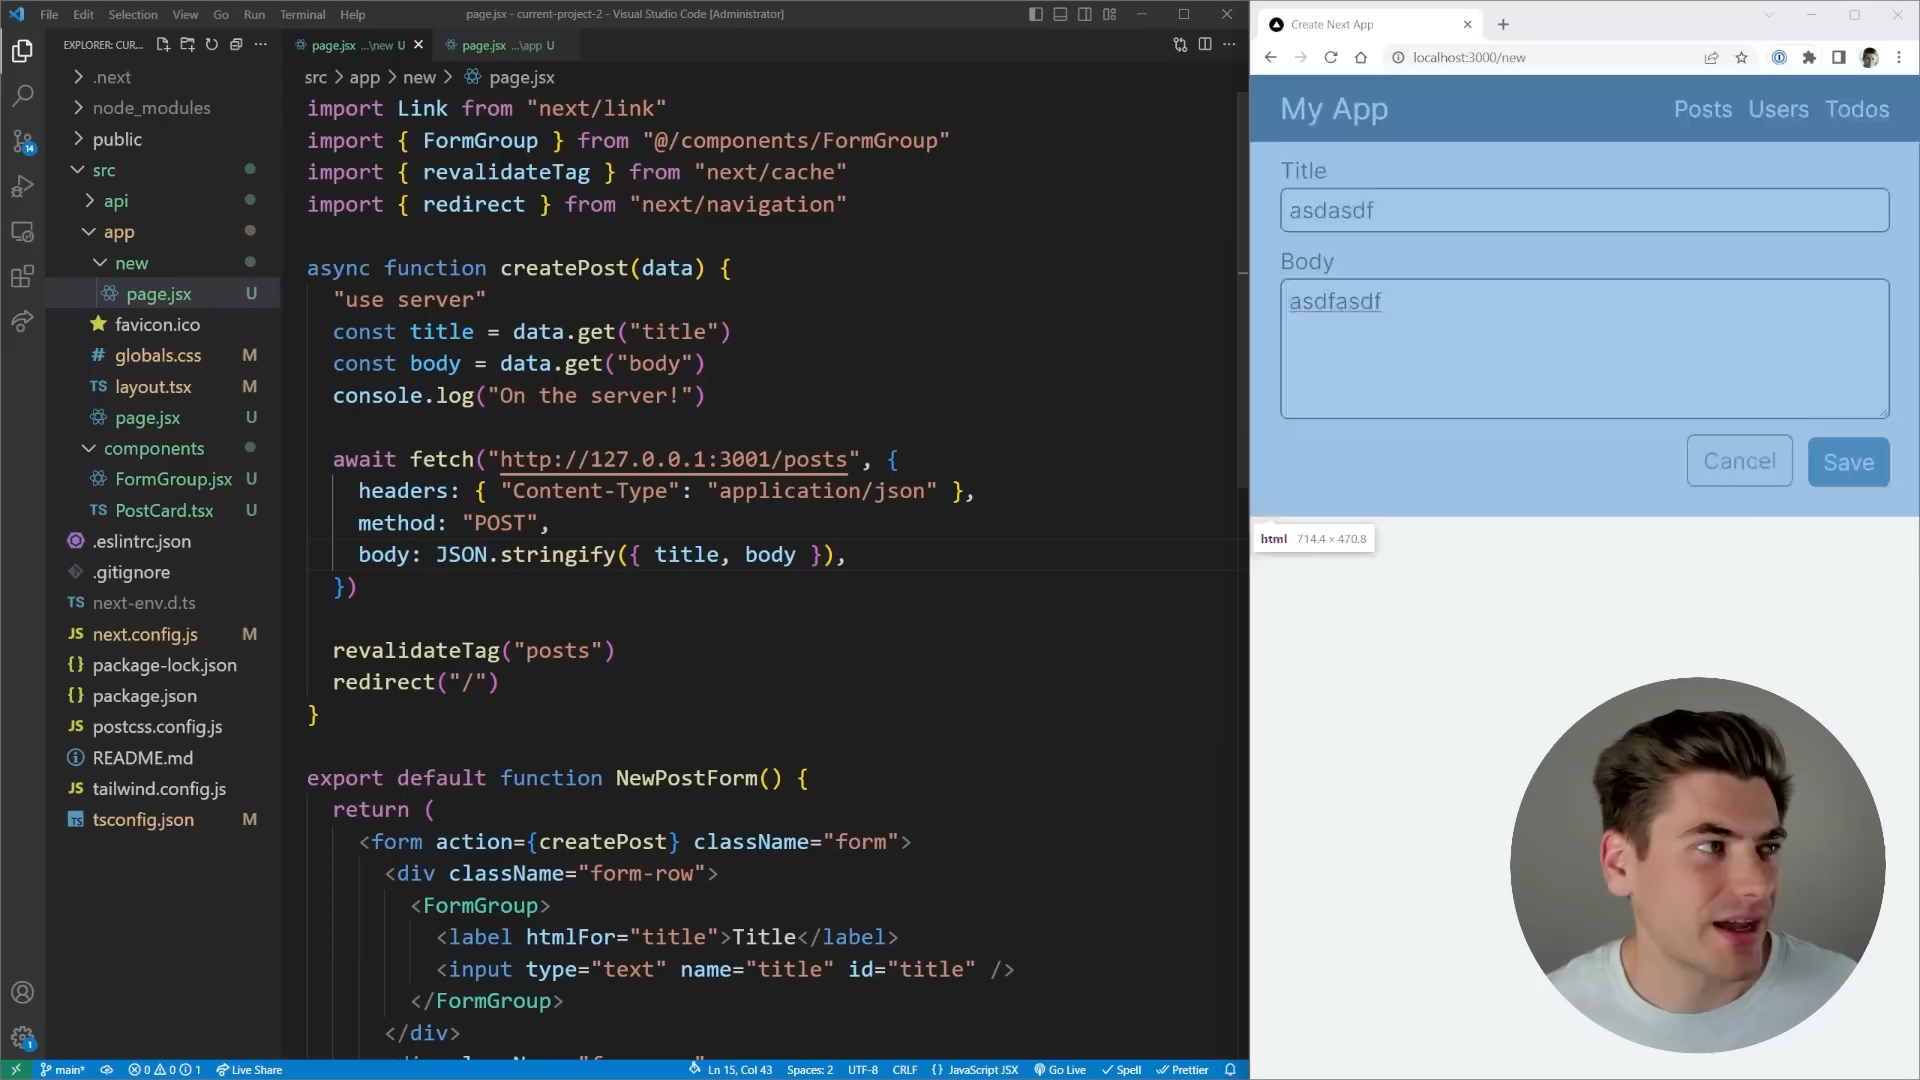 File Edit Selection View Go Run Terminal Help
page.jsx - current-project-2 - Visual Studio Code [Administrator]
EXPLORER: CUR...
.next
node_modules
public
src
api
app
new
page.jsx U
favicon.ico
globals.css M
layout.tsx M
page.jsx U
components
FormGroup.jsx U
PostCard.tsx U
.eslintrc.json
.gitignore
TS next-env.d.ts
JS next.config.js M
{} package-lock.json
{} package.json
JS postcss.config.js
README.md
JS tailwind.config.js
TS tsconfig.json M
14
1
page.jsx ...\new U
page.jsx ...\app U
src > app > new > page.jsx
import Link from "next/link"
import { FormGroup } from "@/components/FormGroup"
import { revalidateTag } from "next/cache"
import { redirect } from "next/navigation"
async function createPost(data) {
"use server"
const title = data.get("title")
const body = data.get("body")
console.log("On the server!")
await fetch("http://127.0.0.1:3001/posts", {
headers: { "Content-Type": "application/json" },
method: "POST",
body: JSON.stringify({ title, body }),
})
revalidateTag("posts")
redirect("/")
}
export default function NewPostForm() {
return (
<form action={createPost} className="form">
<div className="form-row">
<FormGroup>
<label htmlFor="title">Title</label>
<input type="text" name="title" id="title" />
</FormGroup>
</div>
main* 0 0 1 Live Share
Ln 15, Col 43 Spaces: 2 UTF-8 CRLF {} JavaScript JSX Go Live Spell Prettier
Create Next App
localhost:3000/new
My App
Posts Users Todos
Title
asdasdf
Body
asdfasdf
Cancel Save
html 714.4 × 470.8